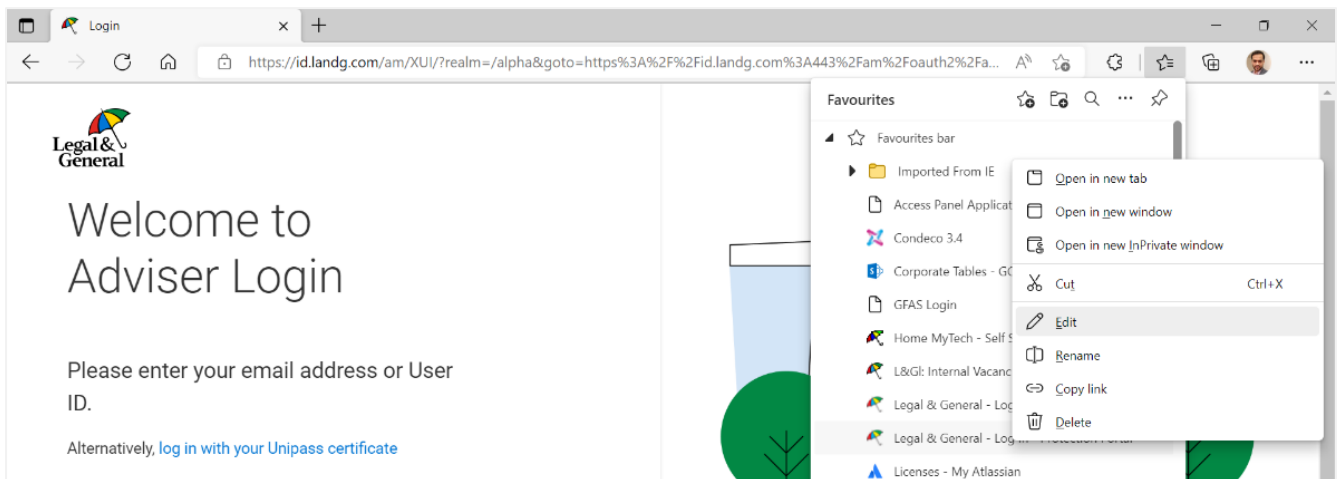 Login
https://id.landg.com/am/XUI/?realm=/alpha&goto=https%3A%2F%2Fid.landg.com%3A443%2Fam%2Foauth2%2Fa...
Favourites
Favourites bar
Imported From IE
Access Panel Applicat
Condeco 3.4
Corporate Tables - GC
GFAS Login
Home MyTech - Self S
L&GI: Internal Vacanc
Legal & General - Log
Legal & General - Log In - Protection Portal
Licenses - My Atlassian
Open in new tab
Open in new window
Open in new InPrivate window
Cut Ctrl+X
Edit
Rename
Copy link
Delete
Legal &
General
Welcome to
Adviser Login
Please enter your email address or User
ID.
Alternatively, log in with your Unipass certificate